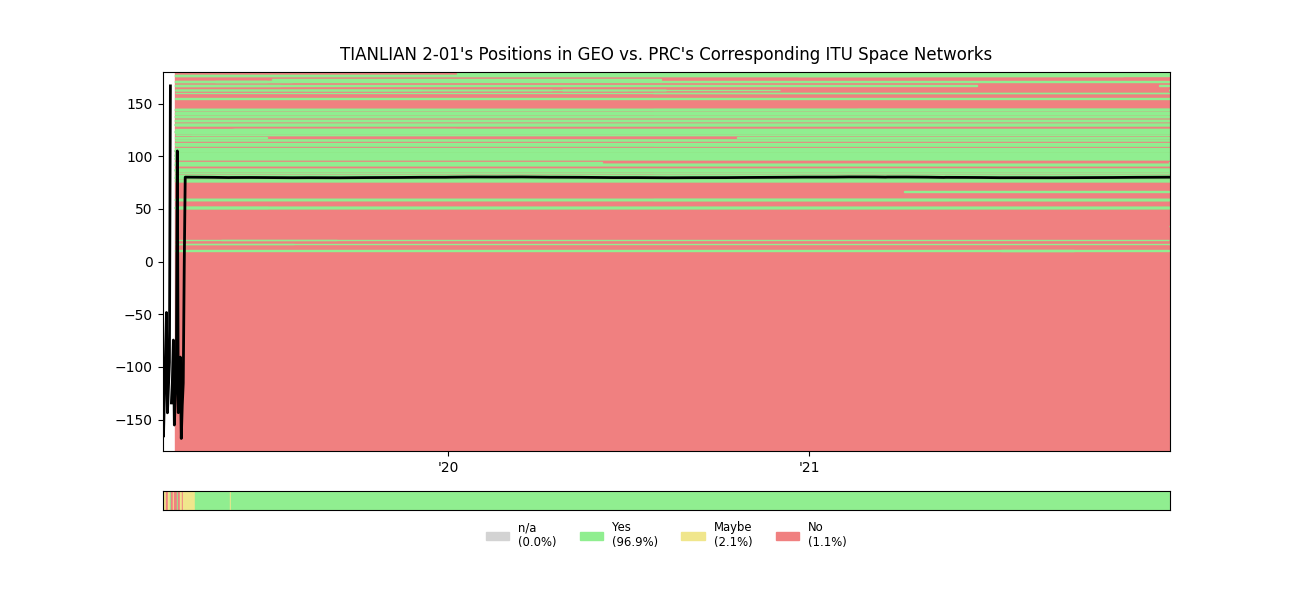 TIANLIAN 2-01's Positions in GEO vs. PRC's Corresponding ITU Space Networks
150
100
50
0
−50
−100
−150
'20
'21
n/a
(0.0%)
Yes
(96.9%)
Maybe
(2.1%)
No
(1.1%)